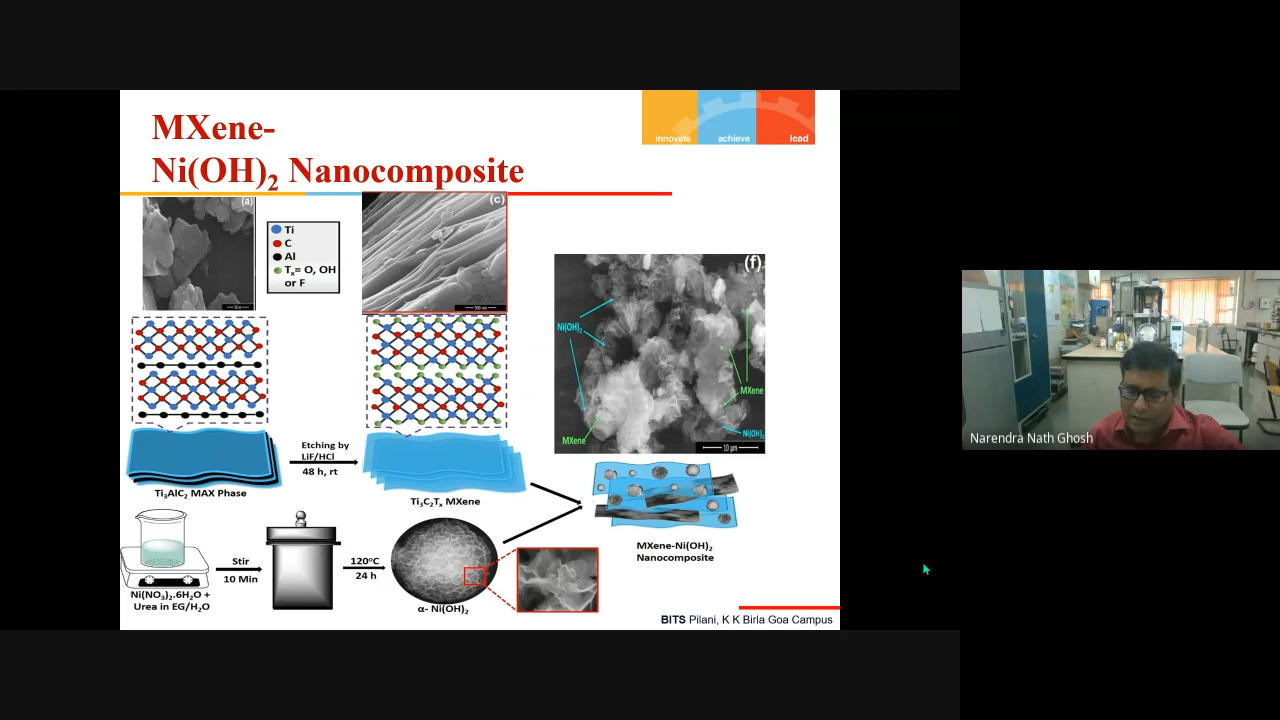 MXene-
Ni(OH)₂ Nanocomposite
innovate achieve lead
(a)
Ti
C
Al
Tₓ= O, OH
or F
(c)
(f)
Ni(OH)₂
MXene
MXene
Ni(OH)₂
10 μm
Etching by
LiF/HCl
48 h, rt
Ti₃AlC₂ MAX Phase
Ti₃C₂Tₓ MXene
MXene-Ni(OH)₂
Nanocomposite
Stir
10 Min
120°C
24 h
Ni(NO₃)₂.6H₂O +
Urea in EG/H₂O
α- Ni(OH)₂
BITS Pilani, K K Birla Goa Campus
Narendra Nath Ghosh